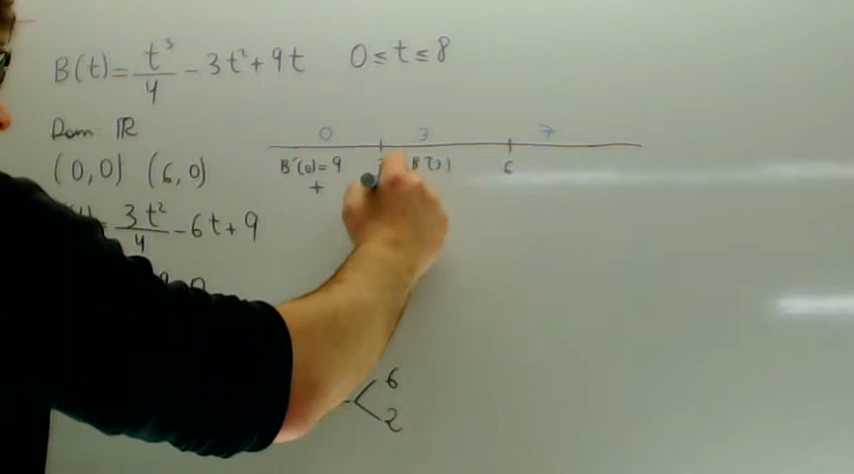 B(t) = t³/4 - 3t² + 9t   0 ≤ t ≤ 8
Dom ℝ
0 3 7
(0,0) (6,0)
B'(0) = 9 B'(3) 6
+
3t²/4 - 6t + 9
6
2